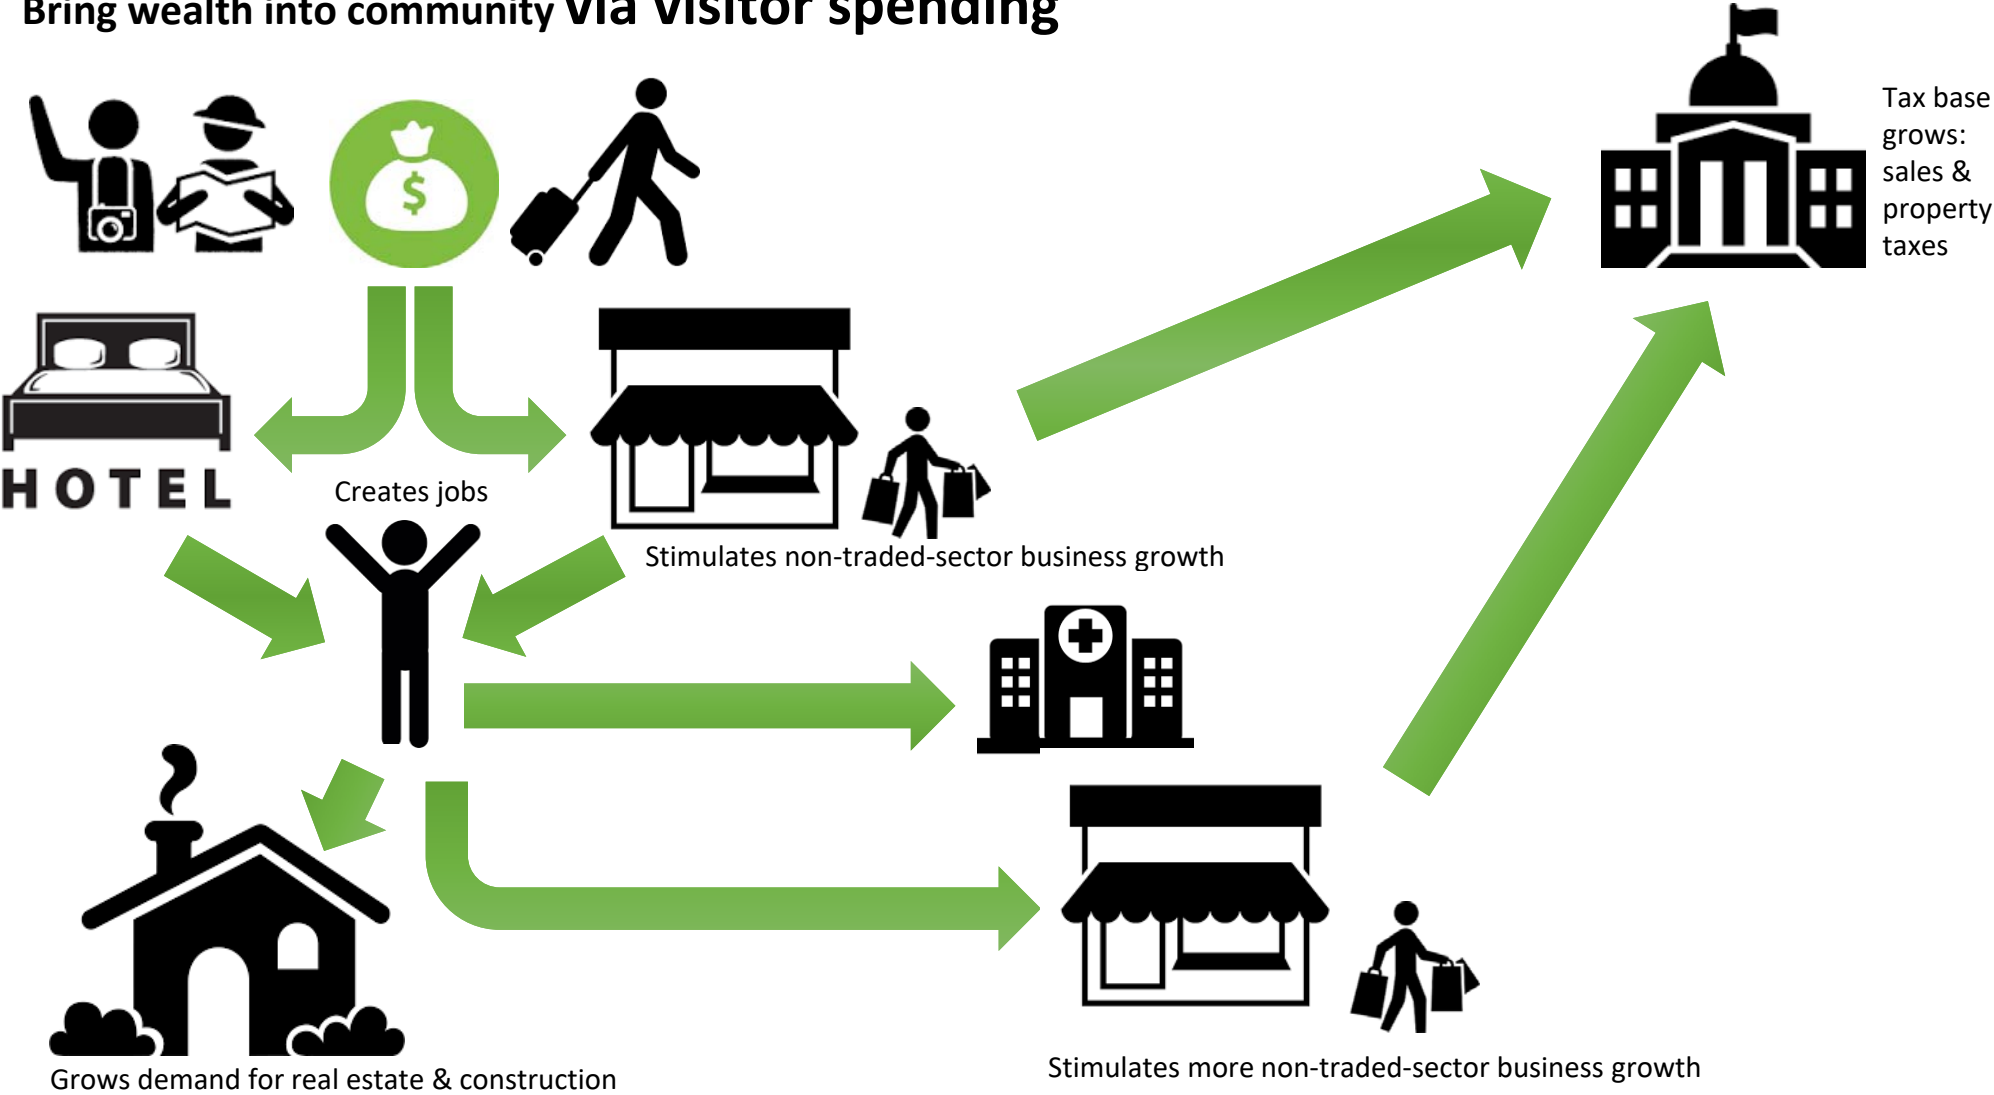 Bring wealth into community via visitor spending
Tax base
grows:
sales &
property
taxes
$
HOTEL
Creates jobs
Stimulates non-traded-sector business growth
Grows demand for real estate & construction
Stimulates more non-traded-sector business growth